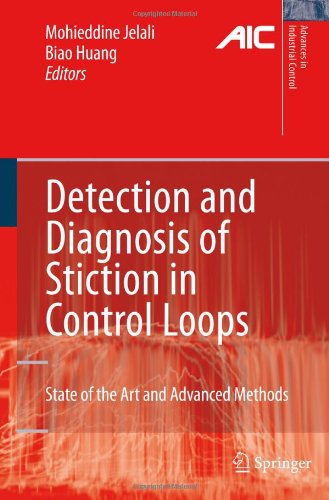 Mohieddine Jelali
Biao Huang
Editors
AIC
Advances in
Industrial Control
Detection and
Diagnosis of
Stiction in
Control Loops
State of the Art and Advanced Methods
Springer